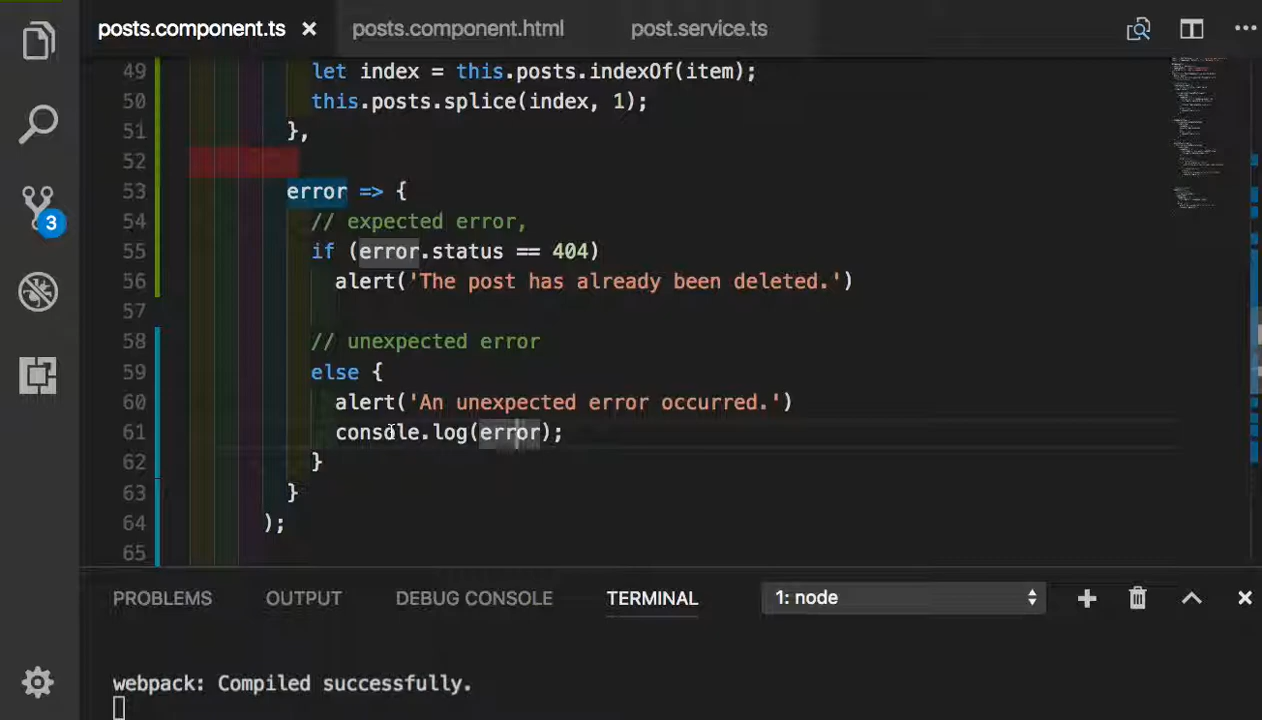 posts.component.ts × posts.component.html post.service.ts ...
49 let index = this.posts.indexOf(item);
50 this.posts.splice(index, 1);
51 },
52
53 error => {
54 // expected error,
55 if (error.status == 404)
56 alert('The post has already been deleted.')
57
58 // unexpected error
59 else {
60 alert('An unexpected error occurred.')
61 console.log(error);
62 }
63 }
64 );
65
3
PROBLEMS OUTPUT DEBUG CONSOLE TERMINAL 1: node
webpack: Compiled successfully.